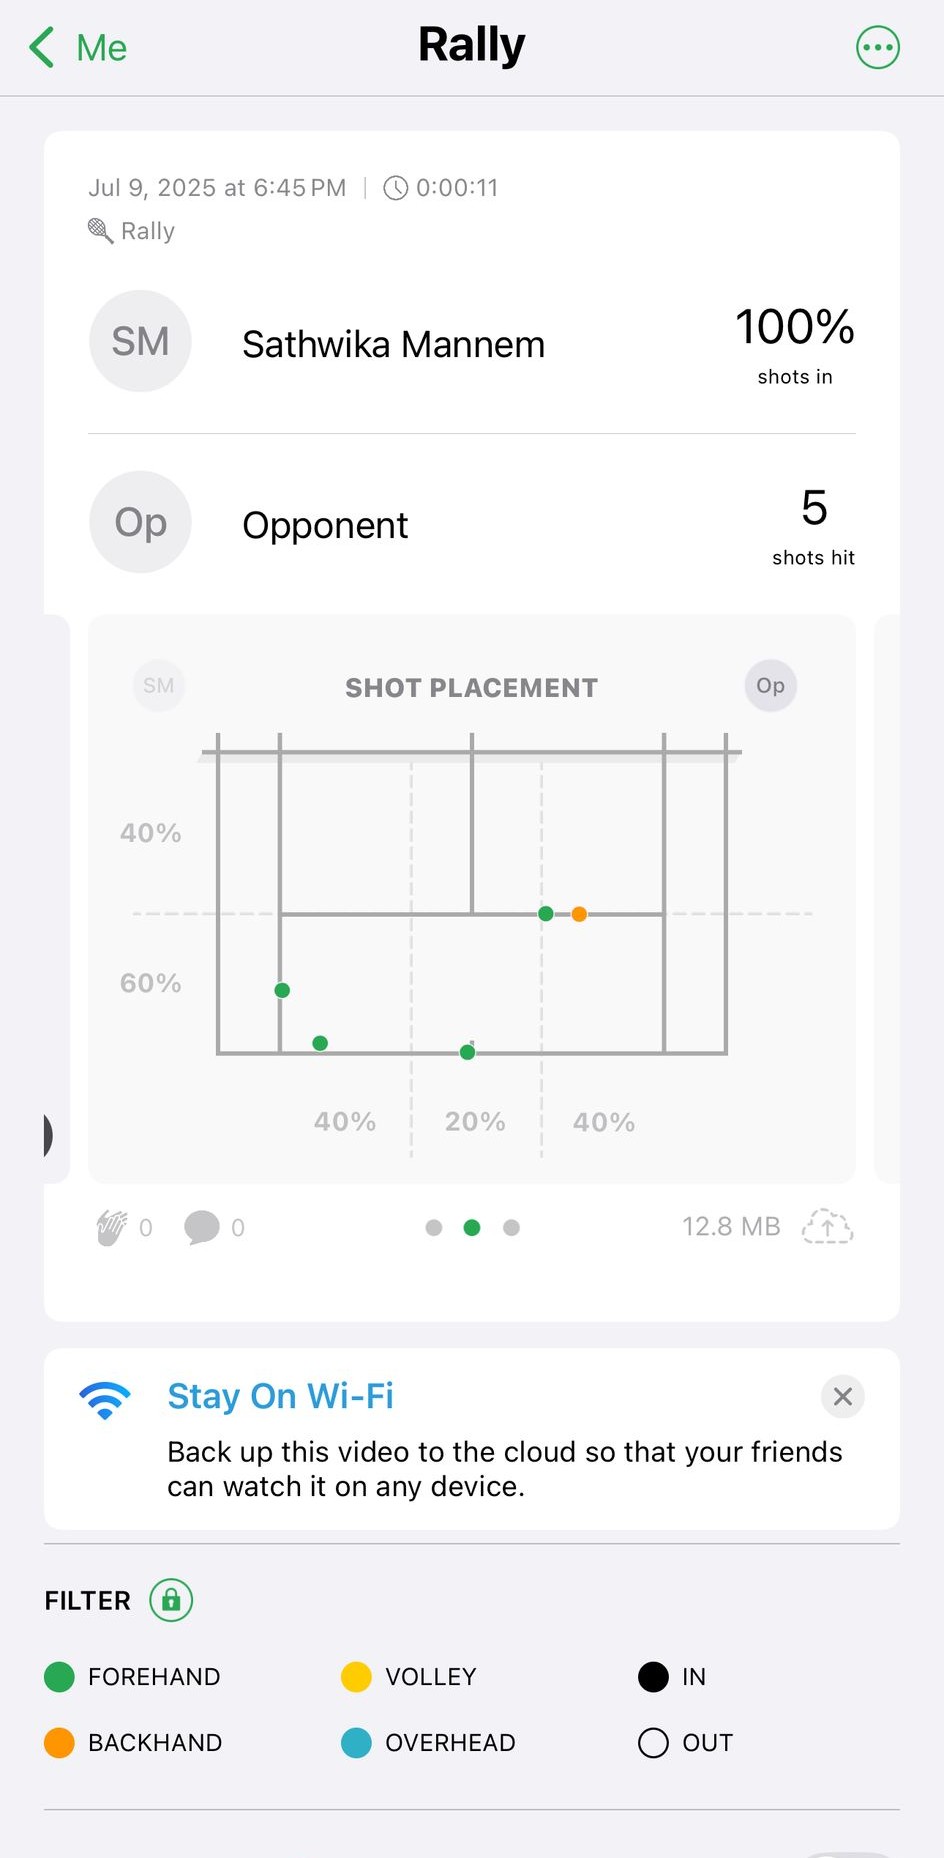 Me
Rally
Jul 9, 2025 at 6:45 PM | 0:00:11
Rally
SM
Sathwika Mannem
100%
shots in
Op
Opponent
5
shots hit
SM
SHOT PLACEMENT
Op
40%
60%
40%
20%
40%
0
0
12.8 MB
Stay On Wi-Fi
Back up this video to the cloud so that your friends
can watch it on any device.
FILTER
FOREHAND
VOLLEY
IN
BACKHAND
OVERHEAD
OUT